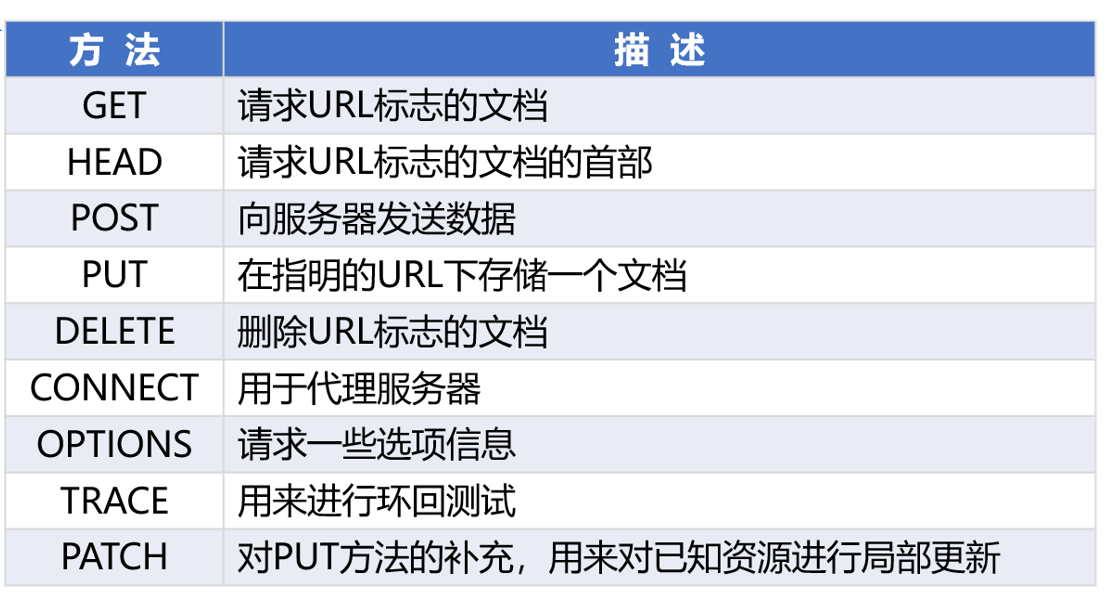 方 法 描 述
GET 请求URL标志的文档
HEAD 请求URL标志的文档的首部
POST 向服务器发送数据
PUT 在指明的URL下存储一个文档
DELETE 删除URL标志的文档
CONNECT 用于代理服务器
OPTIONS 请求一些选项信息
TRACE 用来进行环回测试
PATCH 对PUT方法的补充，用来对已知资源进行局部更新